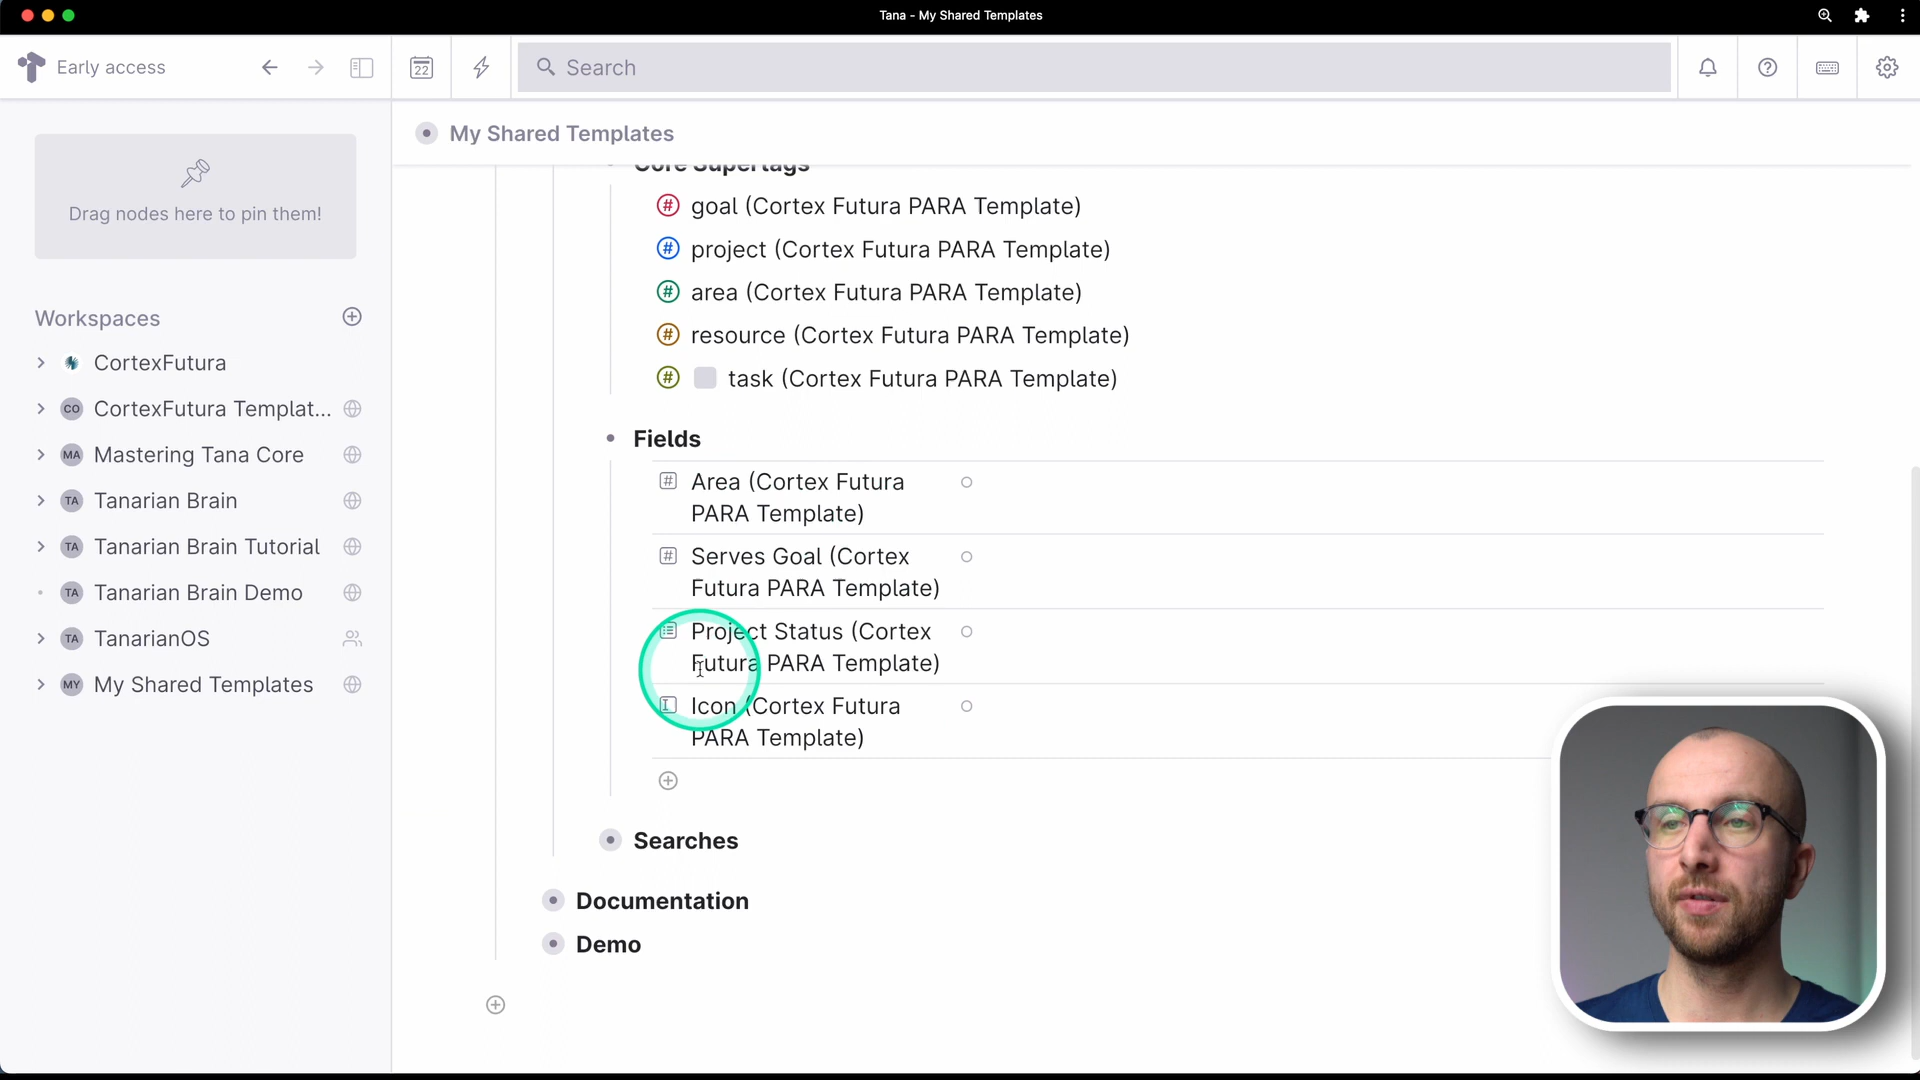 Tana - My Shared Templates
Early access
22
Search
My Shared Templates
Drag nodes here to pin them!
Workspaces
CortexFutura
CO CortexFutura Templat...
MA Mastering Tana Core
TA Tanarian Brain
TA Tanarian Brain Tutorial
TA Tanarian Brain Demo
TA TanarianOS
MY My Shared Templates
Core Supertags
# goal (Cortex Futura PARA Template)
# project (Cortex Futura PARA Template)
# area (Cortex Futura PARA Template)
# resource (Cortex Futura PARA Template)
# task (Cortex Futura PARA Template)
Fields
# Area (Cortex Futura
PARA Template)
# Serves Goal (Cortex
Futura PARA Template)
Project Status (Cortex
Futura PARA Template)
Icon (Cortex Futura
PARA Template)
Searches
Documentation
Demo